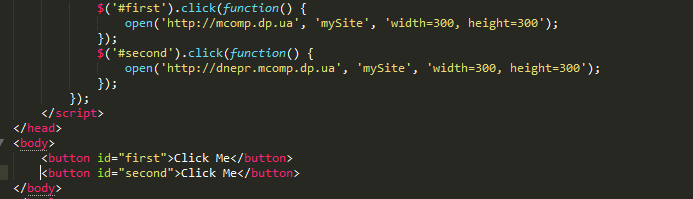 $('#first').click(function() {
open('http://mcomp.dp.ua', 'mySite', 'width=300, height=300');
});
$('#second').click(function() {
open('http://dnepr.mcomp.dp.ua', 'mySite', 'width=300, height=300');
});
});
</script>
</head>
<body>
<button id="first">Click Me</button>
<button id="second">Click Me</button>
</body>